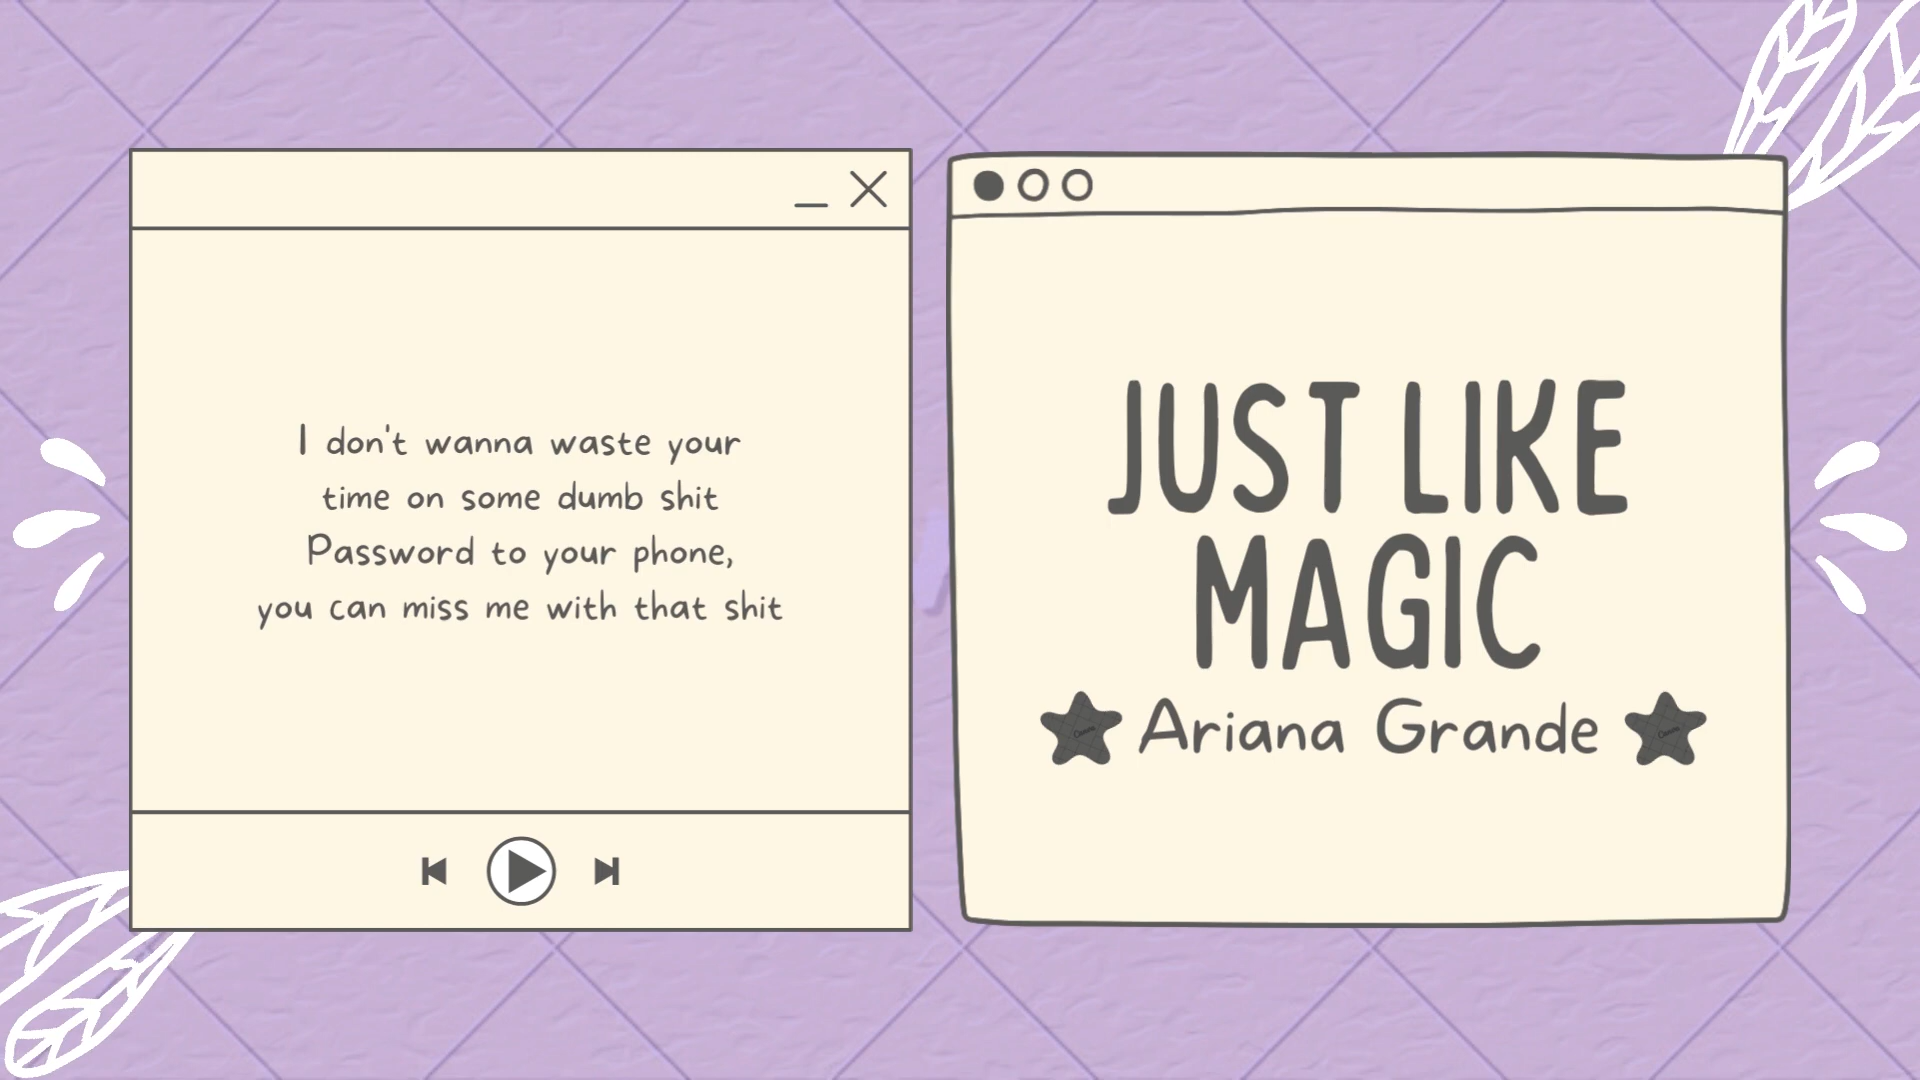 I don't wanna waste your
time on some dumb shit
Password to your phone,
you can miss me with that shit
JUST LIKE
MAGIC
Ariana Grande